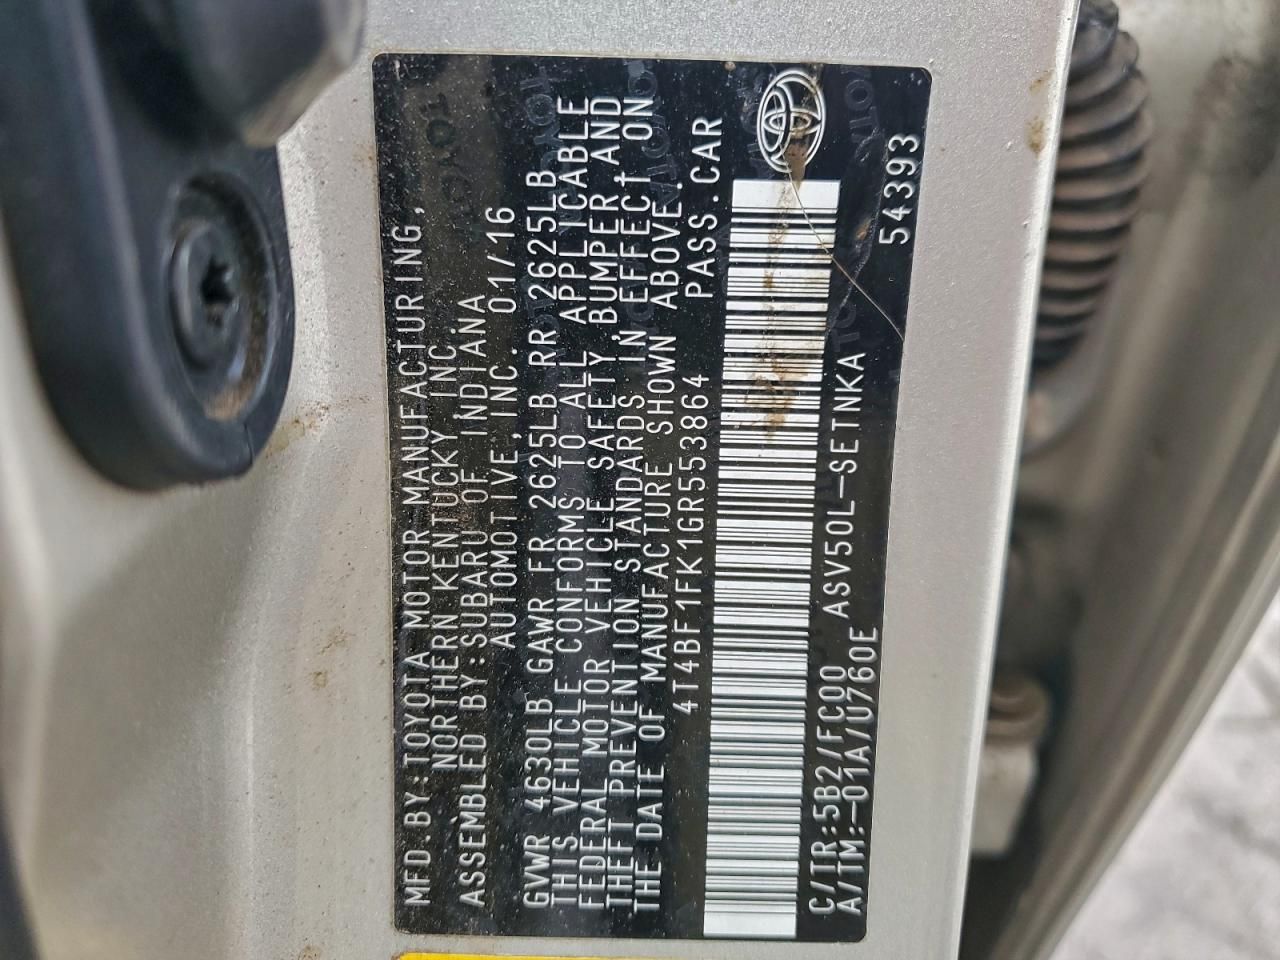 MFD.BY:TOYOTA MOTOR MANUFACTURING,
NORTHERN KENTUCKY INC.
ASSEMBLED BY:SUBARU OF INDIANA
AUTOMOTIVE,INC. 01/16
GVWR 4630LB GAWR FR 2625LB RR 2625LB
THIS VEHICLE CONFORMS TO ALL APPLICABLE
FEDERAL MOTOR VEHICLE SAFETY,BUMPER,AND
THEFT PREVENTION STANDARDS IN EFFECT ON
THE DATE OF MANUFACTURE SHOWN ABOVE.
4T4BF1FK1GR553864 PASS.CAR
C/TR:5B2/FC00 ASV50L-SETNKA 54393
A/TM:-01A/U760E